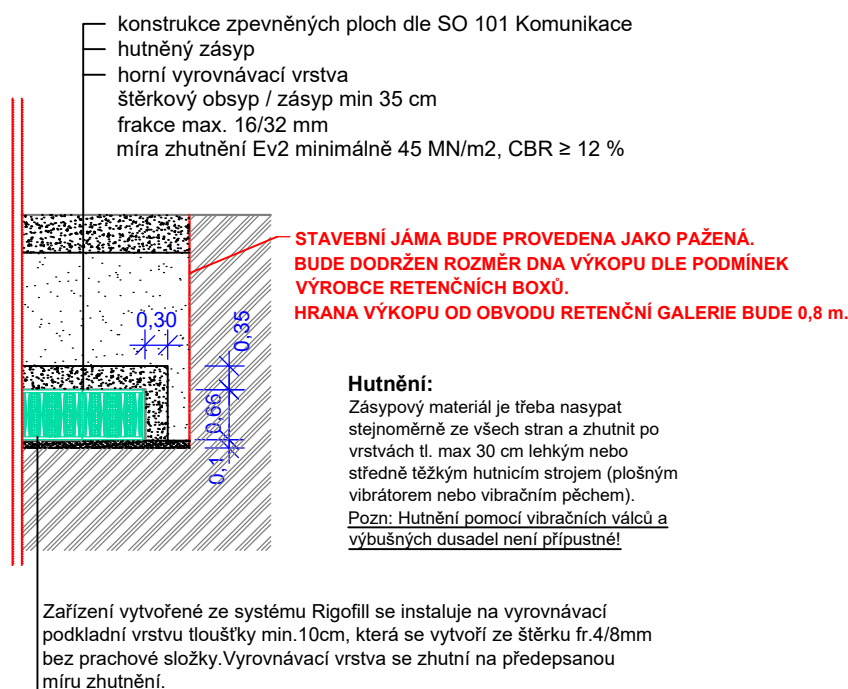 konstrukce zpevněných ploch dle SO 101 Komunikace
hutněný zásyp
horní vyrovnávací vrstva
štěrkový obsyp / zásyp min 35 cm
frakce max. 16/32 mm
míra zhutnění Ev2 minimálně 45 MN/m2, CBR ≥ 12 %
STAVEBNÍ JÁMA BUDE PROVEDENA JAKO PAŽENÁ.
BUDE DODRŽEN ROZMĚR DNA VÝKOPU DLE PODMÍNEK
VÝROBCE RETENČNÍCH BOXŮ.
HRANA VÝKOPU OD OBVODU RETENČNÍ GALERIE BUDE 0,8 m.
0,30
0,35
0,66
0,1
Hutnění:
Zásypový materiál je třeba nasypat
stejnoměrně ze všech stran a zhutnit po
vrstvách tl. max 30 cm lehkým nebo
středně těžkým hutnicím strojem (plošným
vibrátorem nebo vibračním pěchem).
Pozn: Hutnění pomocí vibračních válců a
výbušných dusadel není přípustné!
Zařízení vytvořené ze systému Rigofill se instaluje na vyrovnávací
podkladní vrstvu tloušťky min.10cm, která se vytvoří ze štěrku fr.4/8mm
bez prachové složky.Vyrovnávací vrstva se zhutní na předepsanou
míru zhutnění.